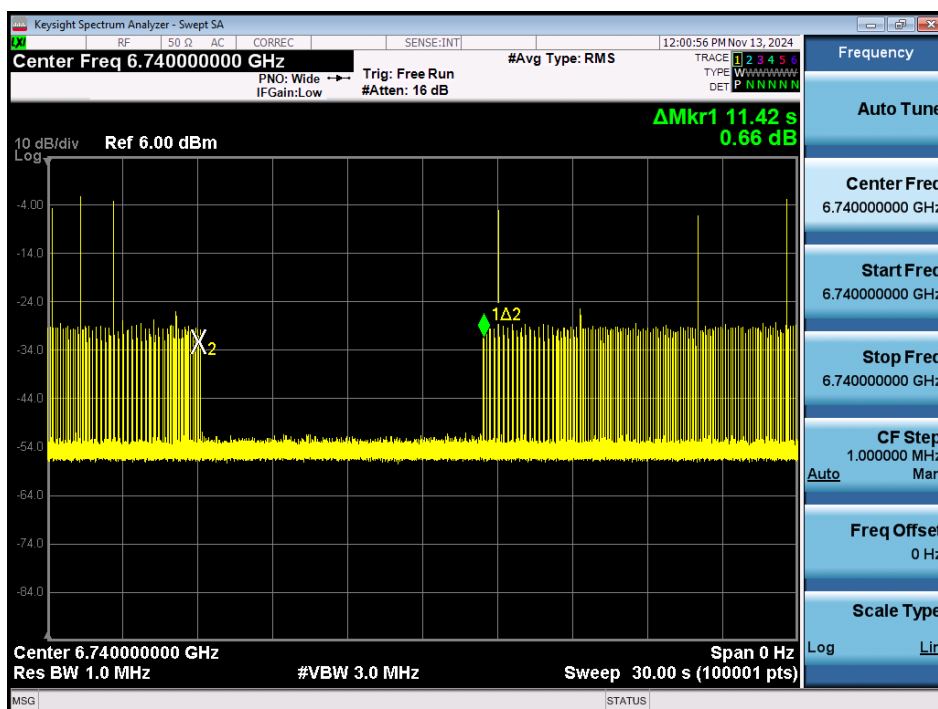 Keysight Spectrum Analyzer - Swept SA
LXI RF 50 Ω AC CORREC SENSE:INT 12:00:56 PM Nov 13, 2024
Center Freq 6.740000000 GHz
PNO: Wide
IFGain:Low
Trig: Free Run
#Atten: 16 dB
#Avg Type: RMS
TRACE 1 2 3 4 5 6
TYPE W W W W W W
DET P N N N N N
ΔMkr1 11.42 s
0.66 dB
10 dB/div Ref 6.00 dBm
Log
-4.00
-14.0
-24.0
-34.0
-44.0
-54.0
-64.0
-74.0
-84.0
X2
1Δ2
Center 6.740000000 GHz Span 0 Hz
Res BW 1.0 MHz #VBW 3.0 MHz Sweep 30.00 s (100001 pts)
MSG STATUS
Frequency
Auto Tune
Center Freq
6.740000000 GHz
Start Freq
6.740000000 GHz
Stop Freq
6.740000000 GHz
CF Step
1.000000 MHz
Auto Man
Freq Offset
0 Hz
Scale Type
Log Lin